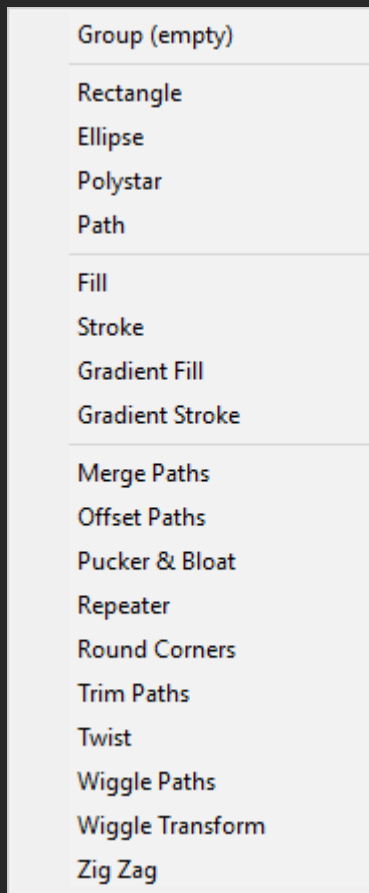 Group (empty)
Rectangle
Ellipse
Polystar
Path
Fill
Stroke
Gradient Fill
Gradient Stroke
Merge Paths
Offset Paths
Pucker & Bloat
Repeater
Round Corners
Trim Paths
Twist
Wiggle Paths
Wiggle Transform
Zig Zag